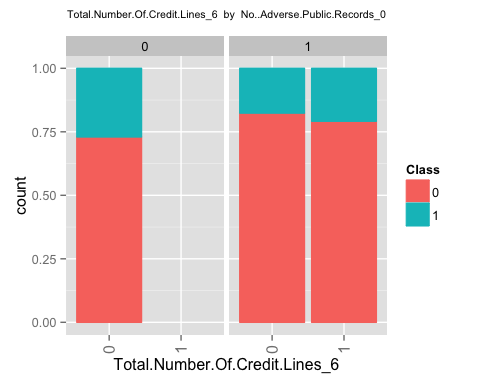 Total.Number.Of.Credit.Lines_6 by No..Adverse.Public.Records_0
0 1
1.00
0.75
0.50
0.25
0.00
count
0 1 0 1
Total.Number.Of.Credit.Lines_6
Class
0
1